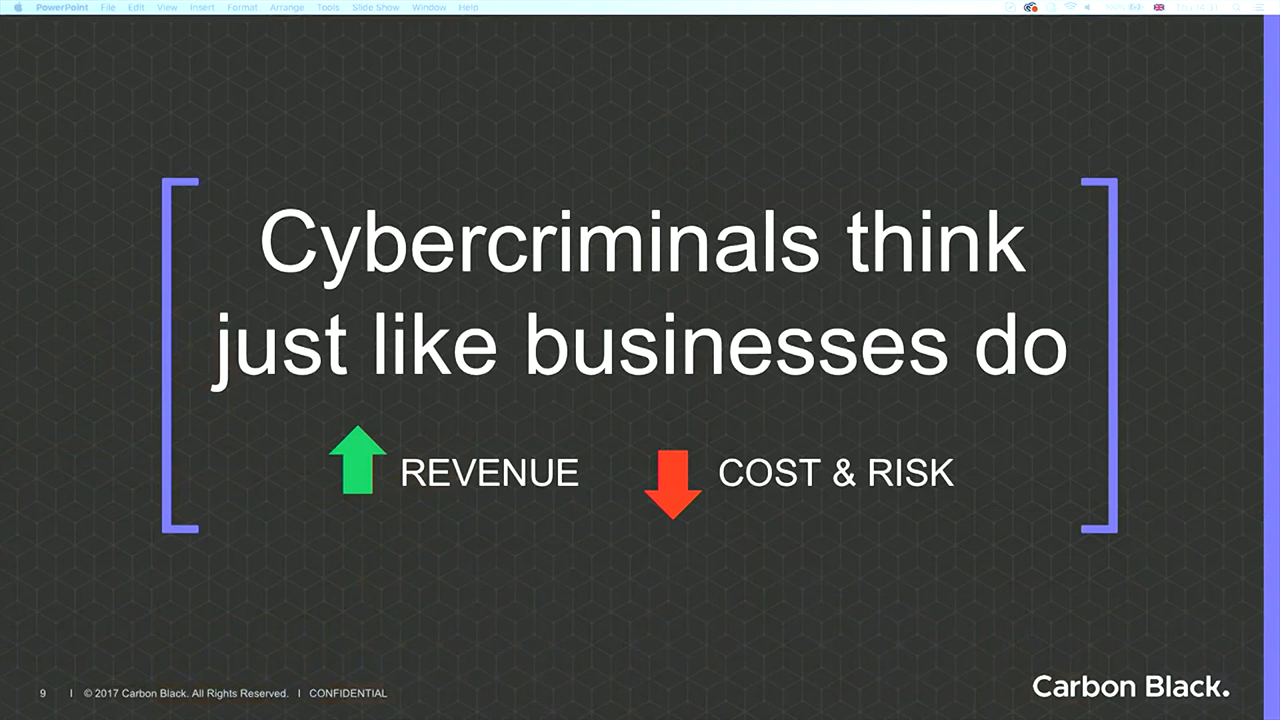 PowerPoint File Edit View Insert Format Arrange Tools Slide Show Window Help
Cybercriminals think
just like businesses do
REVENUE COST & RISK
9 I © 2017 Carbon Black. All Rights Reserved. I CONFIDENTIAL
Carbon Black.